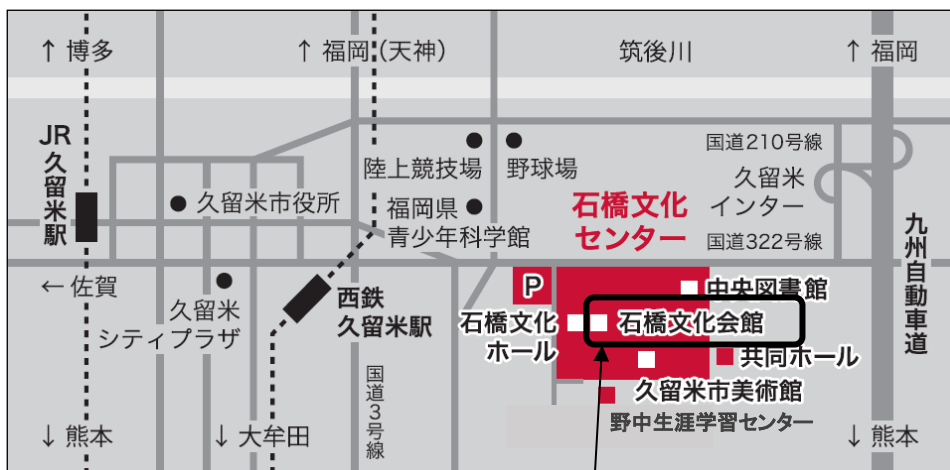 ↑ 博多
↑ 福岡（天神）
筑後川
↑ 福岡
JR
久留米駅
国道210号線
陸上競技場
野球場
久留米
インター
久留米市役所
福岡県
青少年科学館
石橋文化
センター
国道322号線
九州自動車道
← 佐賀
久留米
シティプラザ
西鉄
久留米駅
P
中央図書館
石橋文化
ホール
石橋文化会館
共同ホール
久留米市美術館
野中生涯学習センター
国道3号線
↓ 熊本
↓ 大牟田
↓ 熊本